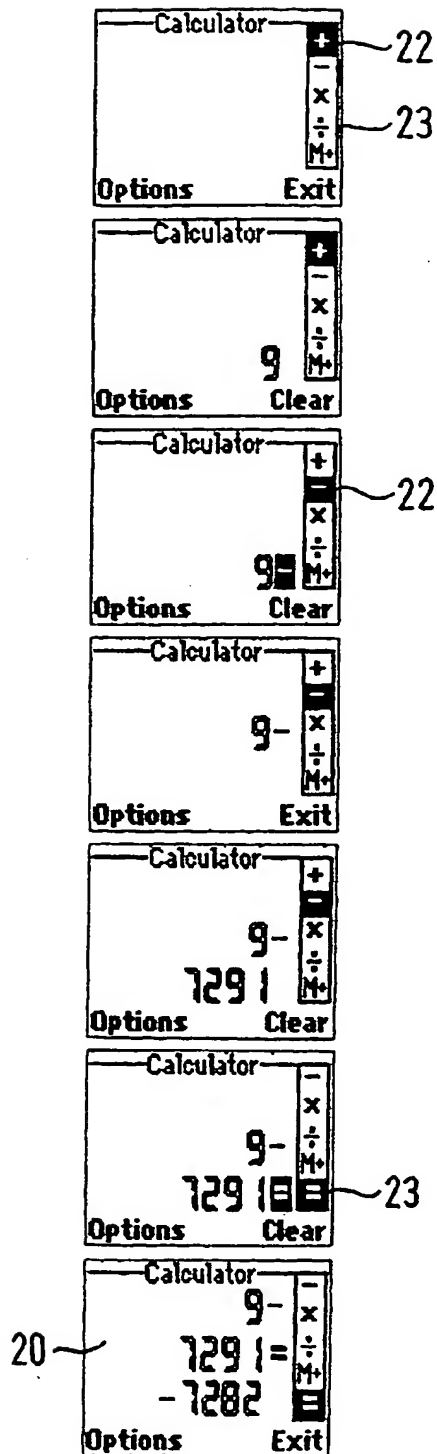 Calculator
+ 22
−
×
÷ 23
M+
Options Exit
Calculator
+
−
×
÷
9 M+
Options Clear
Calculator
+
− 22
×
÷
9− M+
Options Clear
Calculator
+
−
9− ×
÷
M+
Options Exit
Calculator
+
−
9− ×
÷
7291 M+
Options Clear
Calculator
−
×
9− ÷
M+
7291= = 23
Options Clear
Calculator
9− −
×
20 7291= ÷
M+
-7282 =
Options Exit